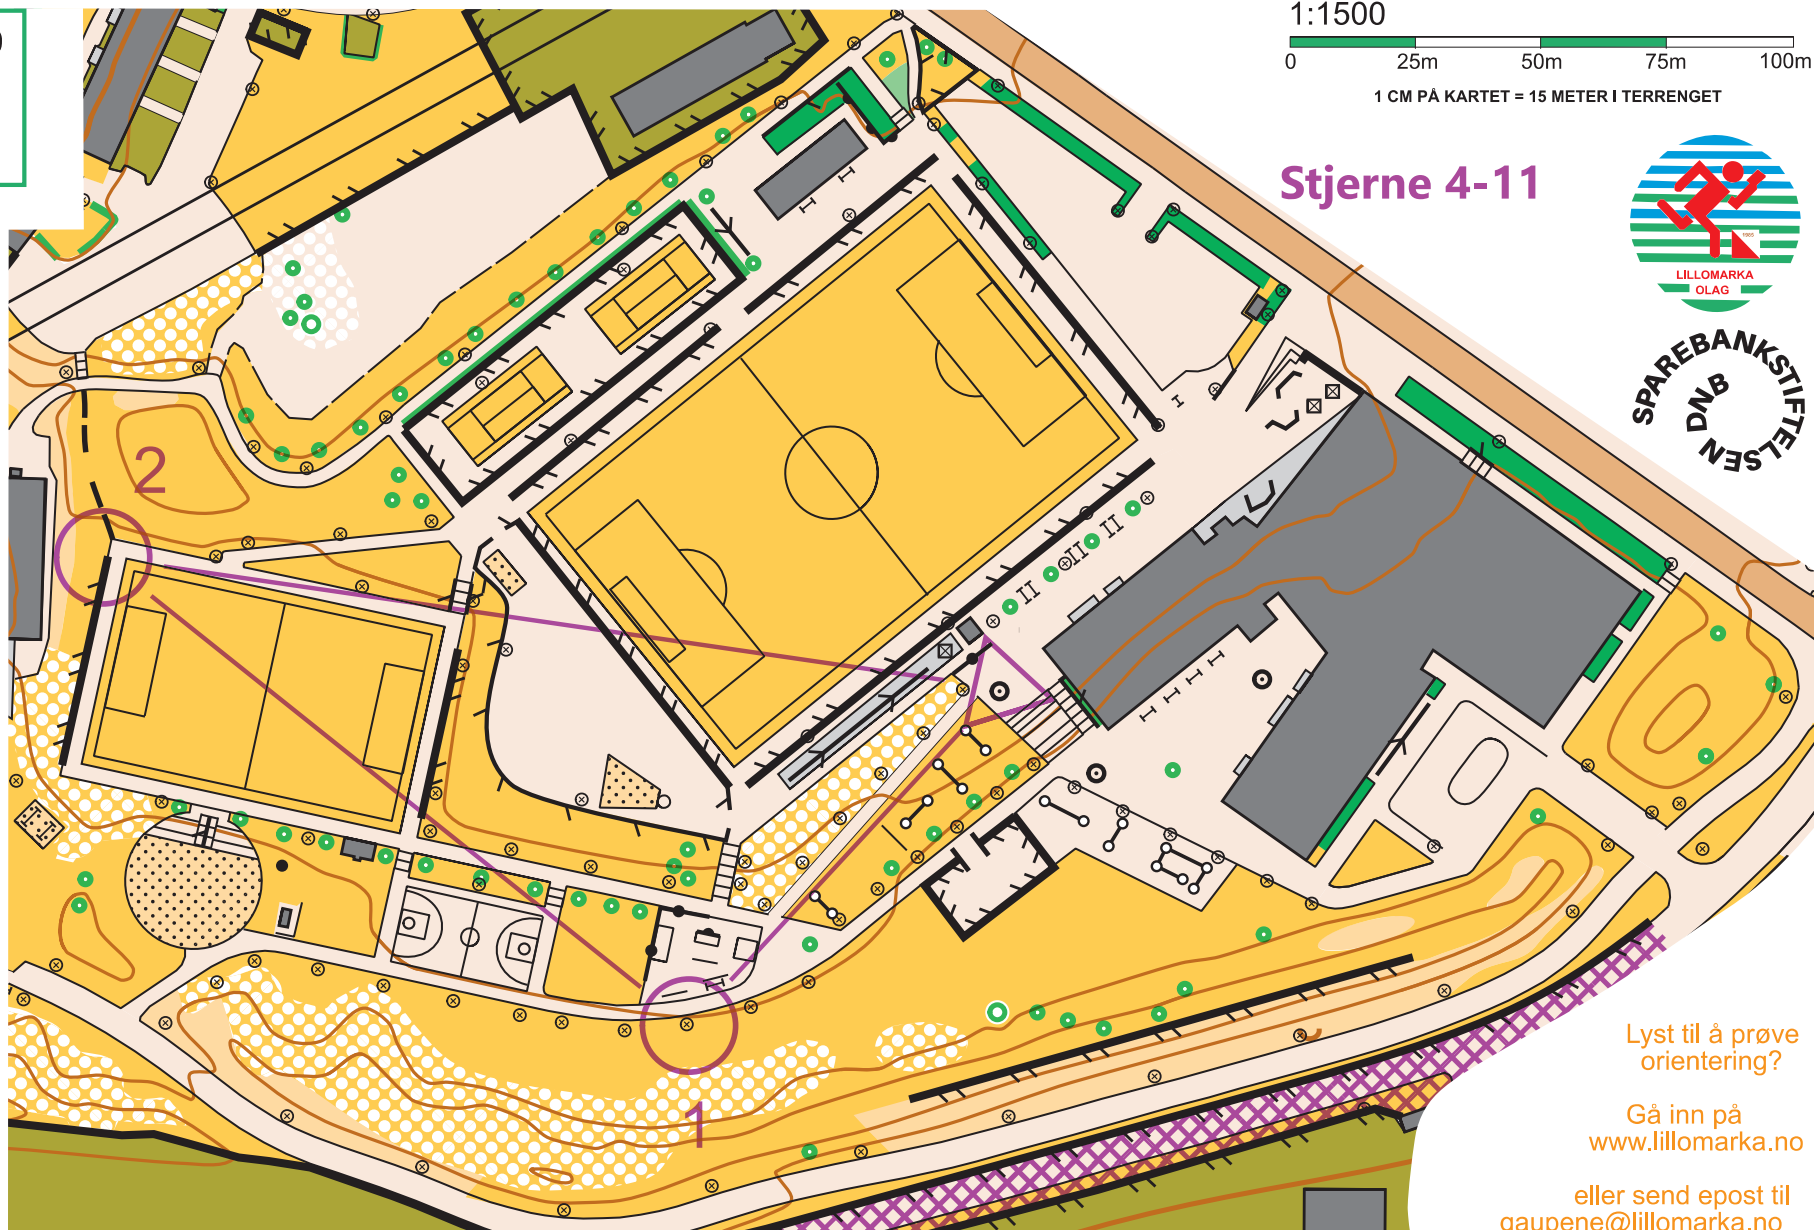 1:1500
0 25m 50m 75m 100m
1 CM PÅ KARTET = 15 METER I TERRENGET
Stjerne 4-11
1985
LILLOMARKA
OLAG
SPAREBANKSTIFTELSEN
DNB
2
1
Lyst til å prøve
orientering?
Gå inn på
www.lillomarka.no
eller send epost til
gaupene@lillomarka.no